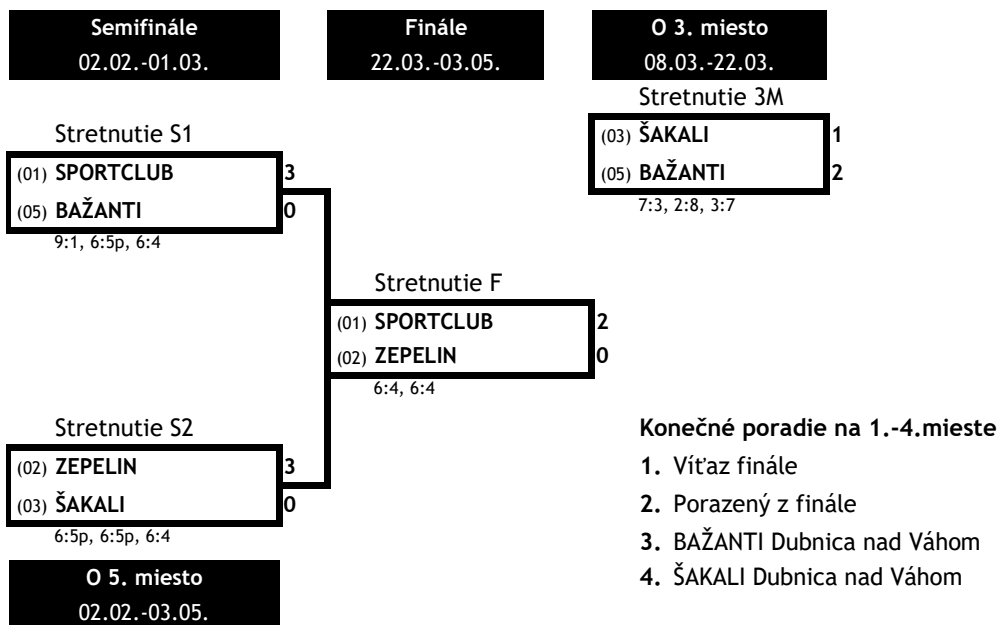 Semifinále
02.02.-01.03.
Finále
22.03.-03.05.
O 3. miesto
08.03.-22.03.
Stretnutie 3M
(03) ŠAKALI 1
(05) BAŽANTI 2
7:3, 2:8, 3:7
Stretnutie S1
(01) SPORTCLUB 3
(05) BAŽANTI 0
9:1, 6:5p, 6:4
Stretnutie F
(01) SPORTCLUB 2
(02) ZEPELIN 0
6:4, 6:4
Stretnutie S2
(02) ZEPELIN 3
(03) ŠAKALI 0
6:5p, 6:5p, 6:4
Konečné poradie na 1.-4.mieste
1. Víťaz finále
2. Porazený z finále
3. BAŽANTI Dubnica nad Váhom
4. ŠAKALI Dubnica nad Váhom
O 5. miesto
02.02.-03.05.